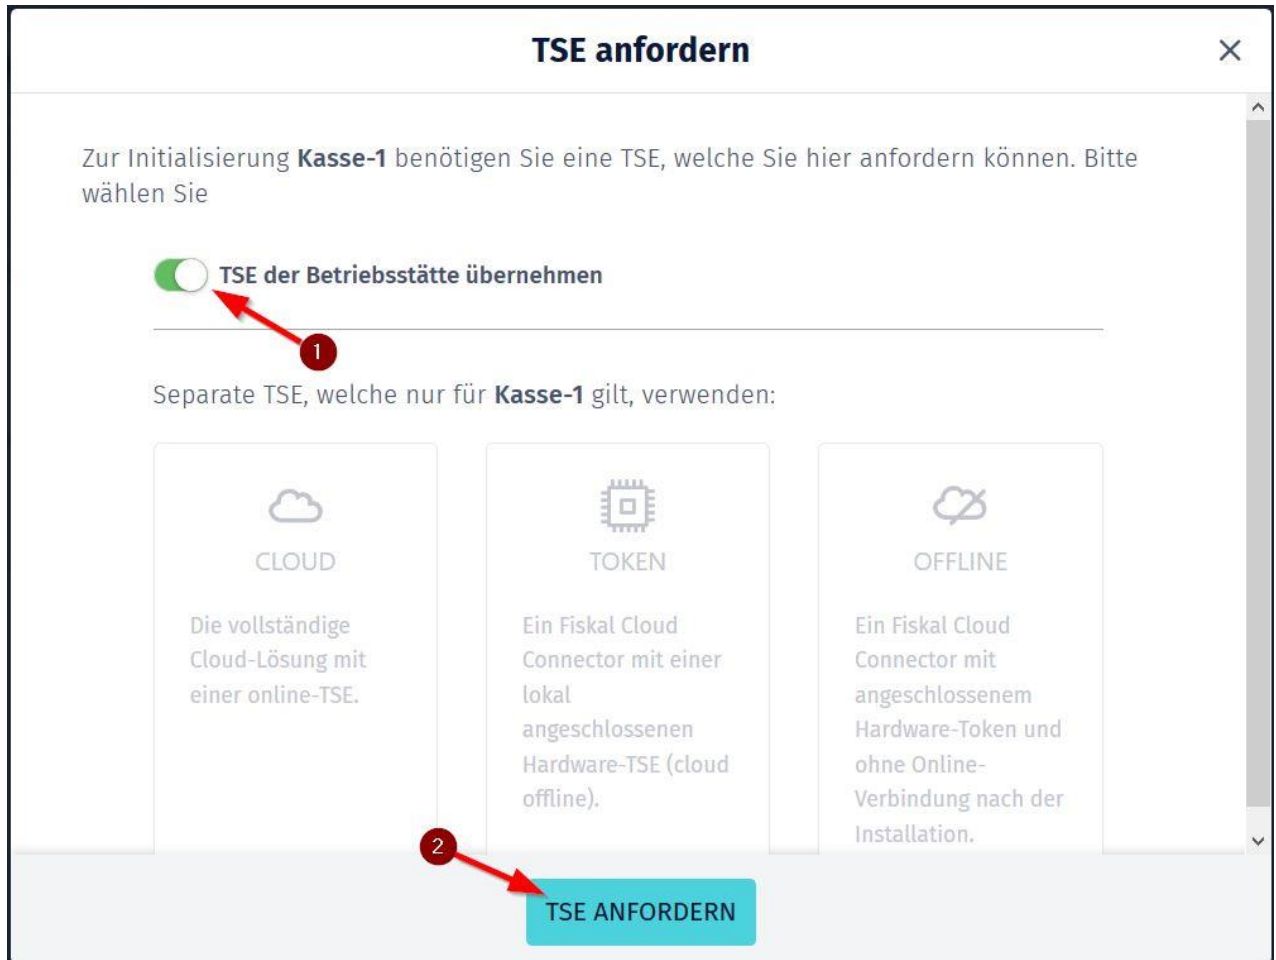 TSE anfordern
Zur Initialisierung Kasse-1 benötigen Sie eine TSE, welche Sie hier anfordern können. Bitte
wählen Sie
TSE der Betriebsstätte übernehmen
1
Separate TSE, welche nur für Kasse-1 gilt, verwenden:
CLOUD
Die vollständige
Cloud-Lösung mit
einer online-TSE.
TOKEN
Ein Fiskal Cloud
Connector mit einer
lokal
angeschlossenen
Hardware-TSE (cloud
offline).
OFFLINE
Ein Fiskal Cloud
Connector mit
angeschlossenem
Hardware-Token und
ohne Online-
Verbindung nach der
Installation.
2
TSE ANFORDERN